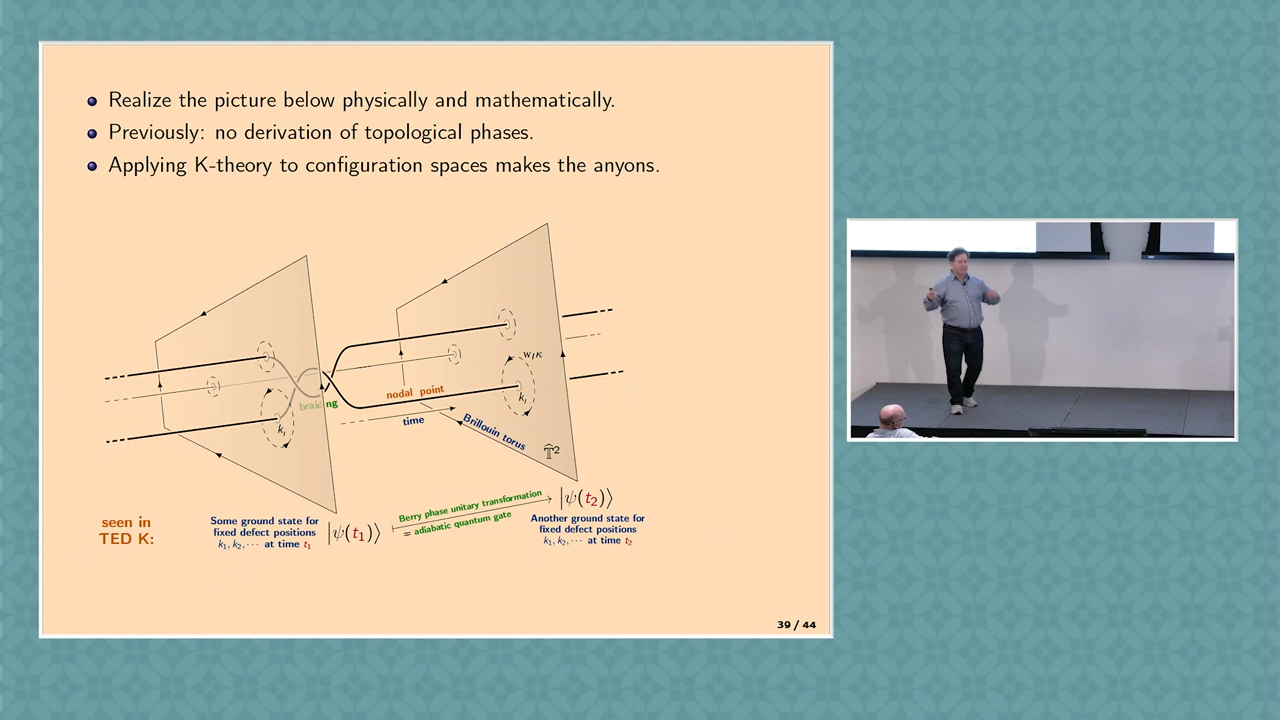 Realize the picture below physically and mathematically.
Previously: no derivation of topological phases.
Applying K-theory to configuration spaces makes the anyons.
w_I κ
k_I
nodal point
braiding
k_I
time
Brillouin torus
𝕋̂²
seen in
TED K:
Some ground state for
fixed defect positions
k₁, k₂, ⋯ at time t₁
|ψ(t₁)⟩
Berry phase unitary transformation
= adiabatic quantum gate
|ψ(t₂)⟩
Another ground state for
fixed defect positions
k₁, k₂, ⋯ at time t₂
39 / 44